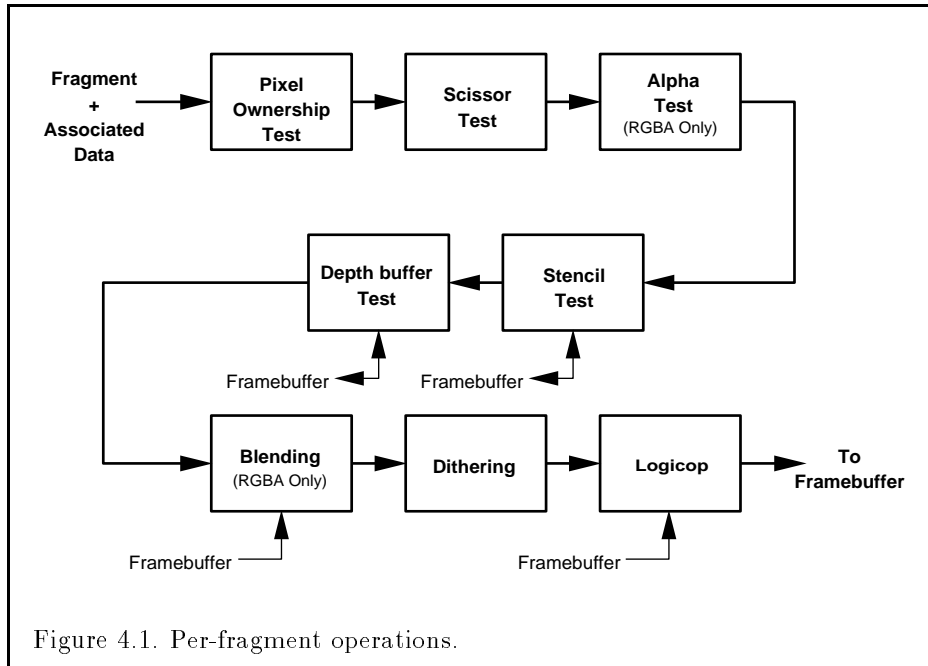 Fragment
+
Associated
Data
Pixel
Ownership
Test
Scissor
Test
Alpha
Test
(RGBA Only)
Depth buffer
Test
Stencil
Test
Framebuffer
Framebuffer
Blending
(RGBA Only)
Dithering
Logicop
To
Framebuffer
Framebuffer
Framebuffer
Figure 4.1. Per-fragment operations.